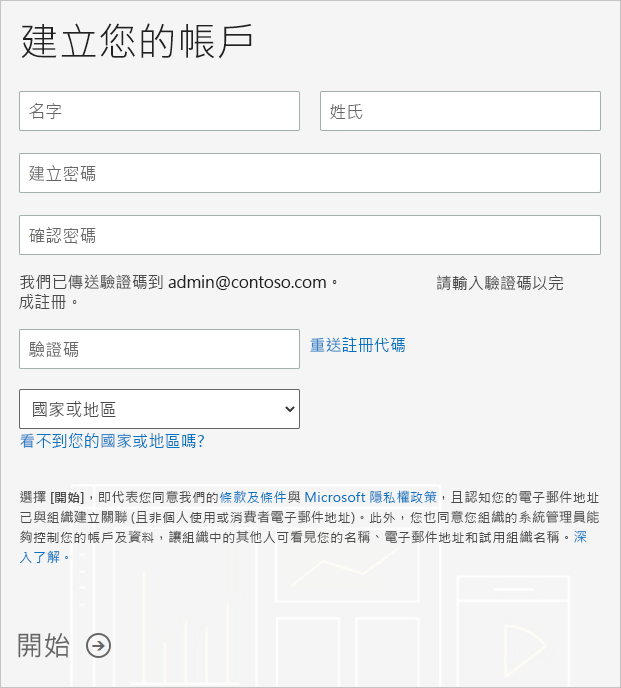 建立您的帳戶
名字 姓氏
建立密碼
確認密碼
我們已傳送驗證碼到 admin@contoso.com。 請輸入驗證碼以完
成註冊。
驗證碼 重送註冊代碼
國家或地區
看不到您的國家或地區嗎?
選擇 [開始]，即代表您同意我們的條款及條件與 Microsoft 隱私權政策，且認知您的電子郵件地址
已與組織建立關聯 (且非個人使用或消費者電子郵件地址)。此外，您也同意您組織的系統管理員能
夠控制您的帳戶及資料，讓組織中的其他人可看見您的名稱、電子郵件地址和試用組織名稱。深
入了解。
開始